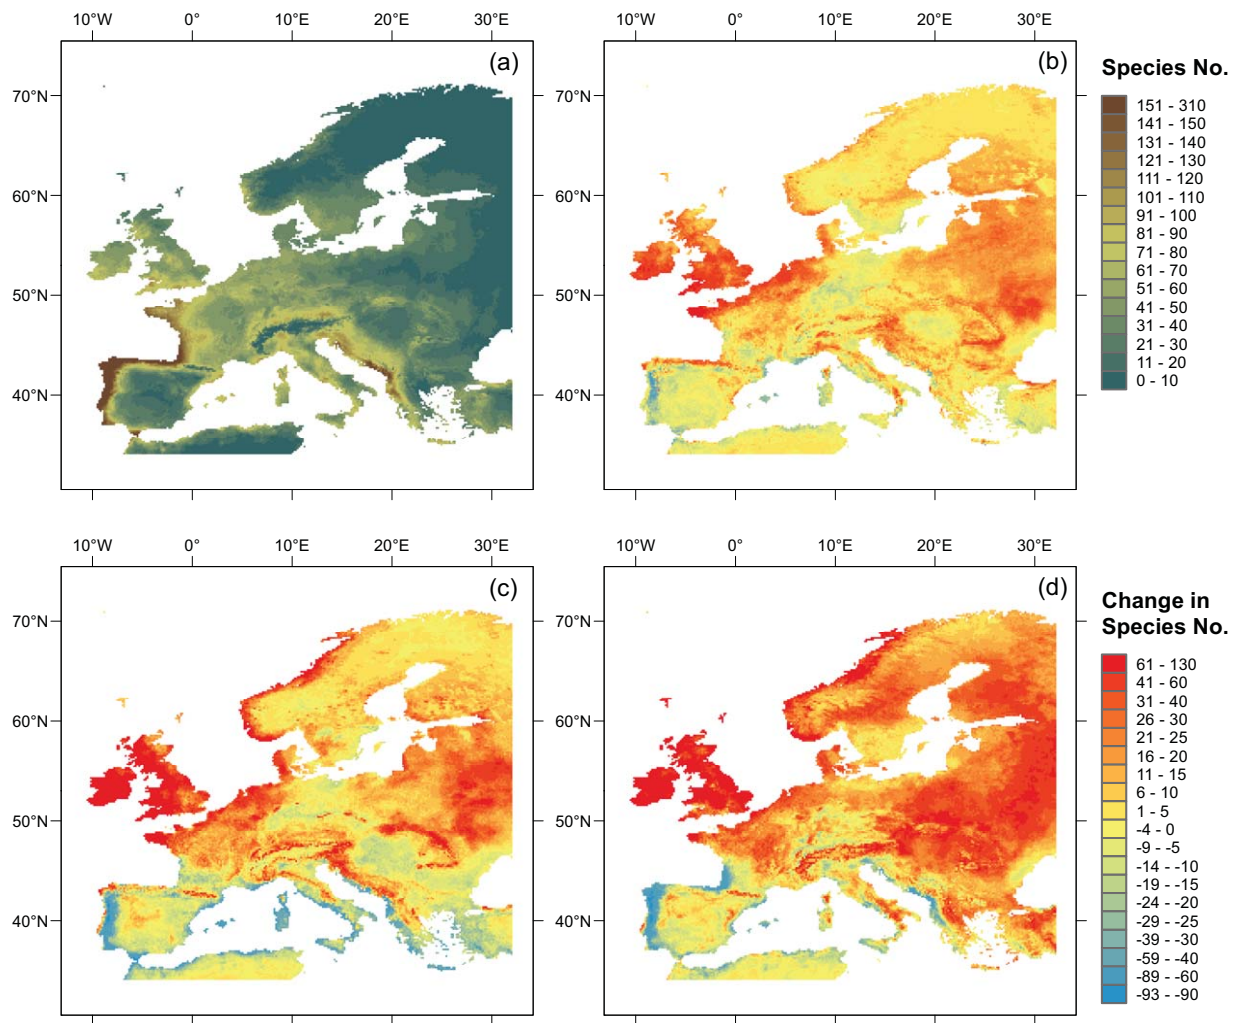 10°W 0° 10°E 20°E 30°E 10°W 0° 10°E 20°E 30°E
(a) (b)
70°N
60°N
50°N
40°N
Species No.
151 - 310
141 - 150
131 - 140
121 - 130
111 - 120
101 - 110
91 - 100
81 - 90
71 - 80
61 - 70
51 - 60
41 - 50
31 - 40
21 - 30
11 - 20
0 - 10
10°W 0° 10°E 20°E 30°E 10°W 0° 10°E 20°E 30°E
(c) (d)
70°N 70°N
60°N 60°N
50°N 50°N
40°N 40°N
Change in
Species No.
61 - 130
41 - 60
31 - 40
26 - 30
21 - 25
16 - 20
11 - 15
6 - 10
1 - 5
-4 - 0
-9 - -5
-14 - -10
-19 - -15
-24 - -20
-29 - -25
-39 - -30
-59 - -40
-89 - -60
-93 - -90